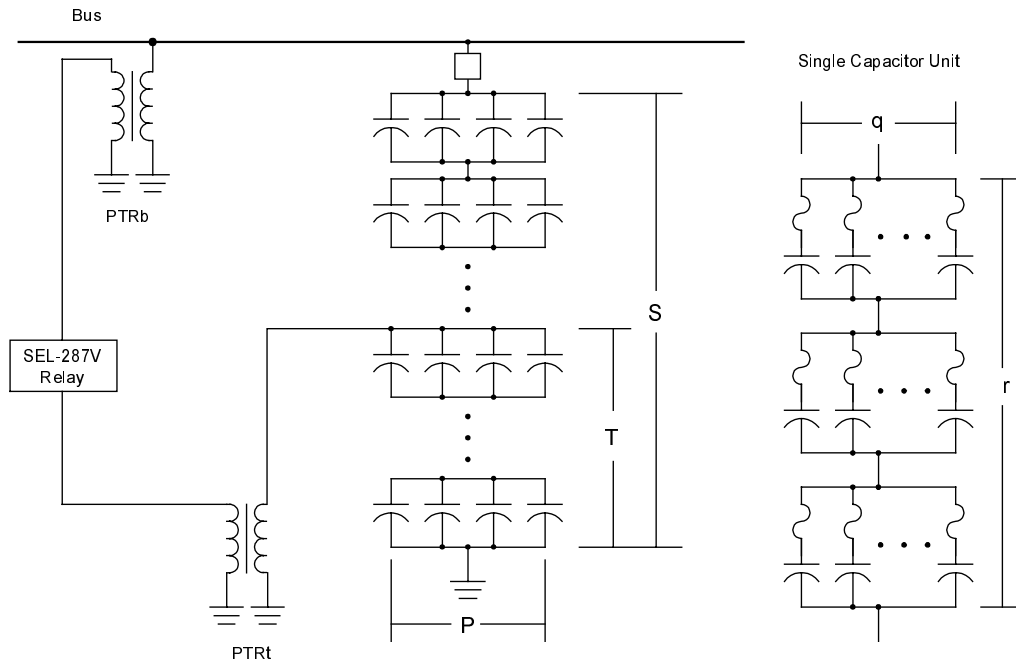 Bus
Single Capacitor Unit
q
PTRb
S
SEL-287V
Relay
r
T
P
PTRt